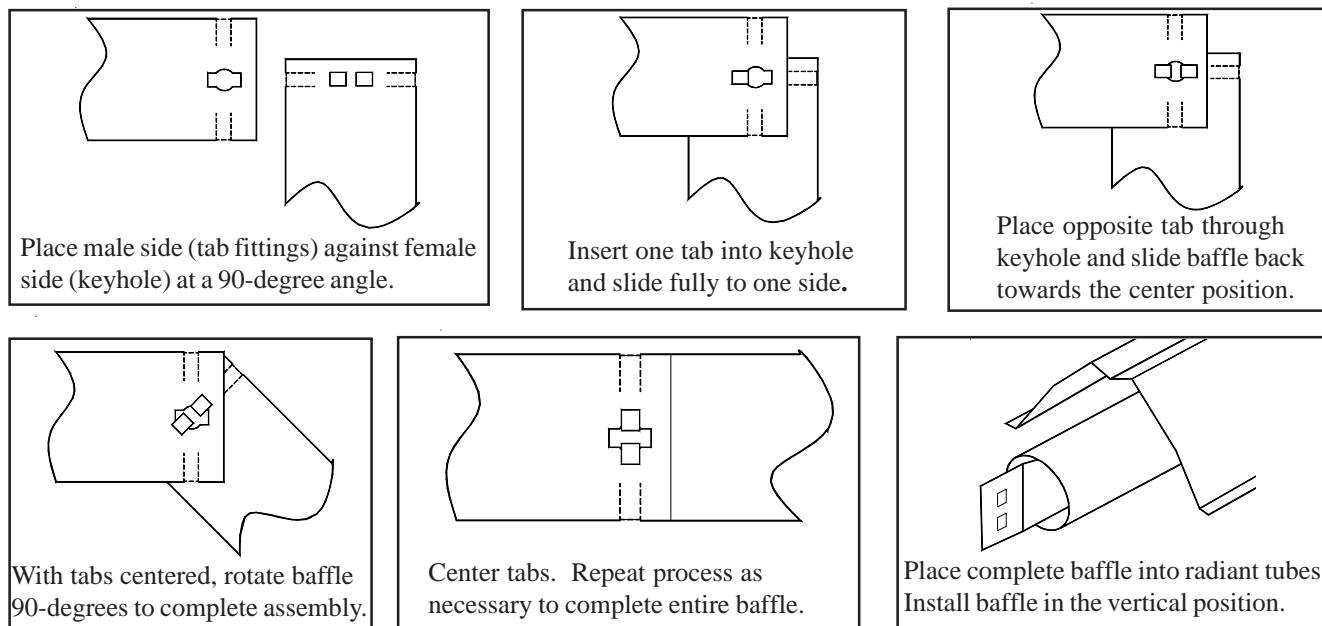 Place male side (tab fittings) against female
side (keyhole) at a 90-degree angle.
Insert one tab into keyhole
and slide fully to one side.
Place opposite tab through
keyhole and slide baffle back
towards the center position.
With tabs centered, rotate baffle
90-degrees to complete assembly.
Center tabs.  Repeat process as
necessary to complete entire baffle.
Place complete baffle into radiant tubes
Install baffle in the vertical position.